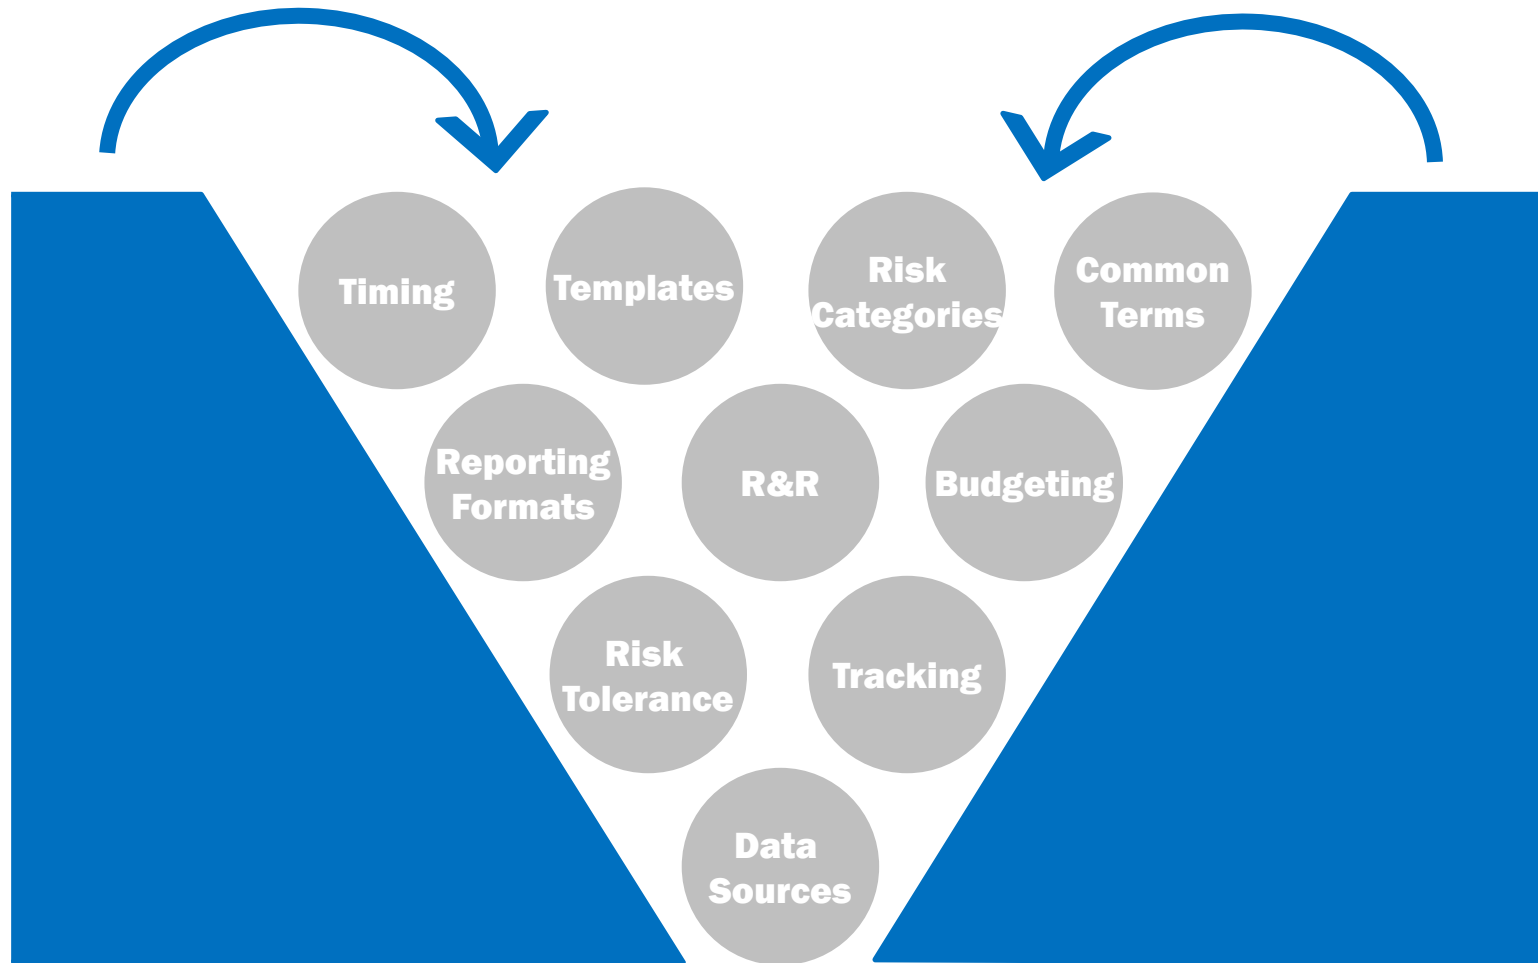 Timing
Templates
Risk
Categories
Common
Terms
Reporting
Formats
R&R
Budgeting
Risk
Tolerance
Tracking
Data
Sources